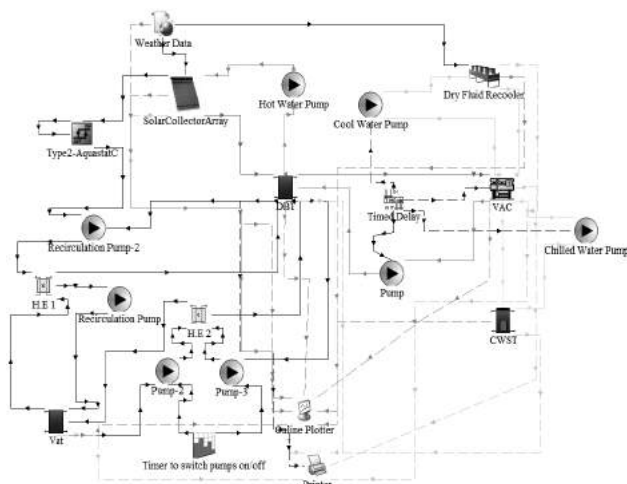 Weather Data
SolarCollectorArray
Hot Water Pump
Cool Water Pump
Dry Fluid Recooler
Type2-AquastatC
DBT
Timed Delay
VAC
Recirculation Pump-2
Chilled Water Pump
Pump
H.E 1
Recirculation Pump
H.E 2
CWST
Pump-2
Pump-3
Vat
Online Plotter
Timer to switch pumps on/off
Printer